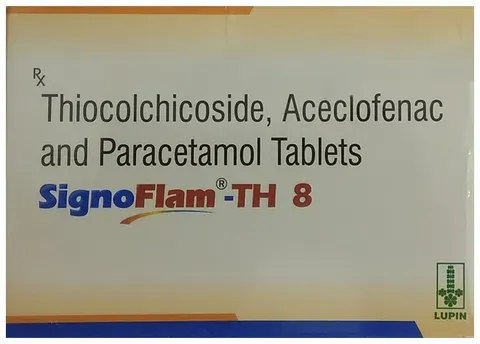 Rx
Thiocolchicoside, Aceclofenac
and Paracetamol Tablets
SignoFlam®-TH 8
LUPIN